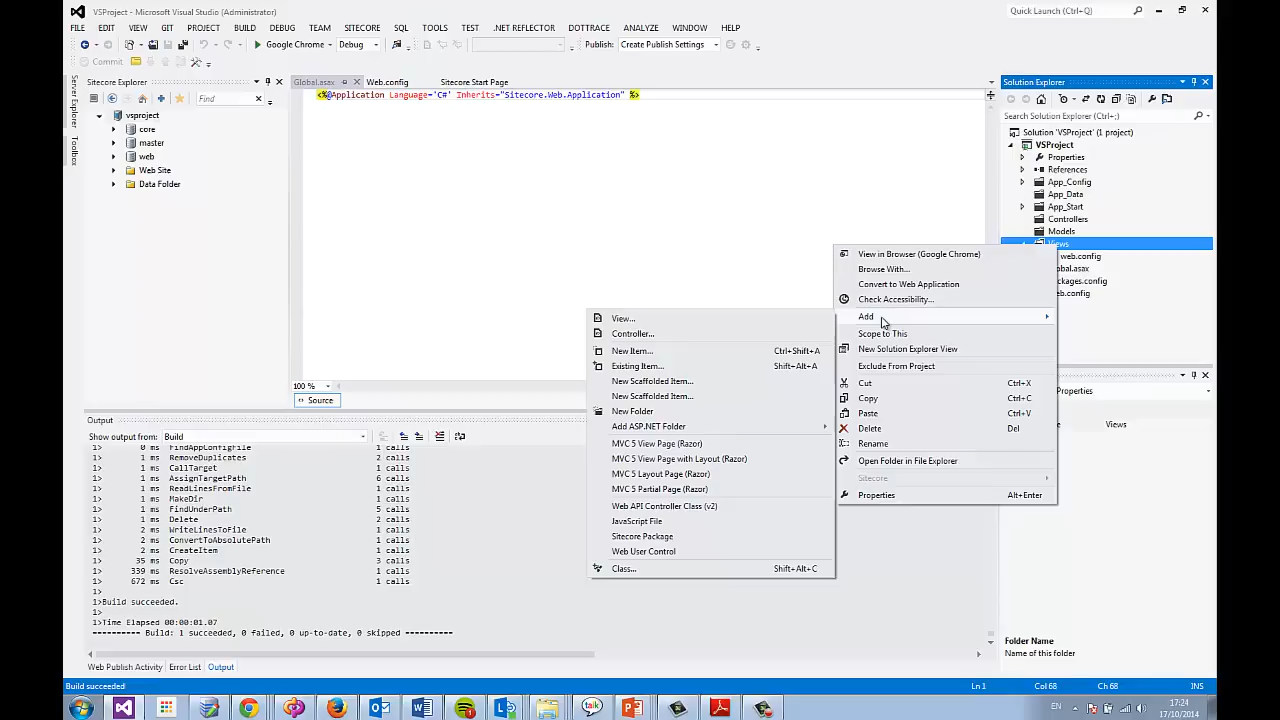 VSProject - Microsoft Visual Studio (Administrator)
Quick Launch (Ctrl+Q)
FILE EDIT VIEW GIT PROJECT BUILD DEBUG TEAM SITECORE SQL TOOLS TEST .NET REFLECTOR DOTTRACE ANALYZE WINDOW HELP
Google Chrome Debug Publish: Create Publish Settings
Commit
Server Explorer
Toolbox
Sitecore Explorer
Find
vsproject
core
master
web
Web Site
Data Folder
Global.asax Web.config Sitecore Start Page
<%@Application Language='C#' Inherits="Sitecore.Web.Application" %>
100 %
Source
Solution Explorer
Search Solution Explorer (Ctrl+;)
Solution 'VSProject' (1 project)
VSProject
Properties
References
App_Config
App_Data
App_Start
Controllers
Models
Views
web.config
obal.asax
ckages.config
eb.config
View in Browser (Google Chrome)
Browse With...
Convert to Web Application
Check Accessibility...
Add
Scope to This
New Solution Explorer View
Exclude From Project
Cut Ctrl+X
Copy Ctrl+C
Paste Ctrl+V
Delete Del
Rename
Open Folder in File Explorer
Sitecore
Properties Alt+Enter
View...
Controller...
New Item... Ctrl+Shift+A
Existing Item... Shift+Alt+A
New Scaffolded Item...
New Scaffolded Item...
New Folder
Add ASP.NET Folder
MVC 5 View Page (Razor)
MVC 5 View Page with Layout (Razor)
MVC 5 Layout Page (Razor)
MVC 5 Partial Page (Razor)
Web API Controller Class (v2)
JavaScript File
Sitecore Package
Web User Control
Class... Shift+Alt+C
Properties
e Views
Folder Name
Name of this folder
Output
Show output from: Build
1> 0 ms FindAppConfigFile 1 calls
1> 1 ms RemoveDuplicates 2 calls
1> 1 ms CallTarget 1 calls
1> 1 ms AssignTargetPath 6 calls
1> 1 ms ReadLinesFromFile 1 calls
1> 1 ms MakeDir 1 calls
1> 1 ms FindUnderPath 5 calls
1> 1 ms Delete 2 calls
1> 2 ms WriteLinesToFile 1 calls
1> 2 ms ConvertToAbsolutePath 1 calls
1> 2 ms CreateItem 1 calls
1> 35 ms Copy 3 calls
1> 339 ms ResolveAssemblyReference 1 calls
1> 672 ms Csc 1 calls
1>
1>Build succeeded.
1>
1>Time Elapsed 00:00:01.07
========== Build: 1 succeeded, 0 failed, 0 up-to-date, 0 skipped ==========
Web Publish Activity Error List Output
Build succeeded Ln 1 Col 68 Ch 68 INS
talk
EN 17:24
17/10/2014